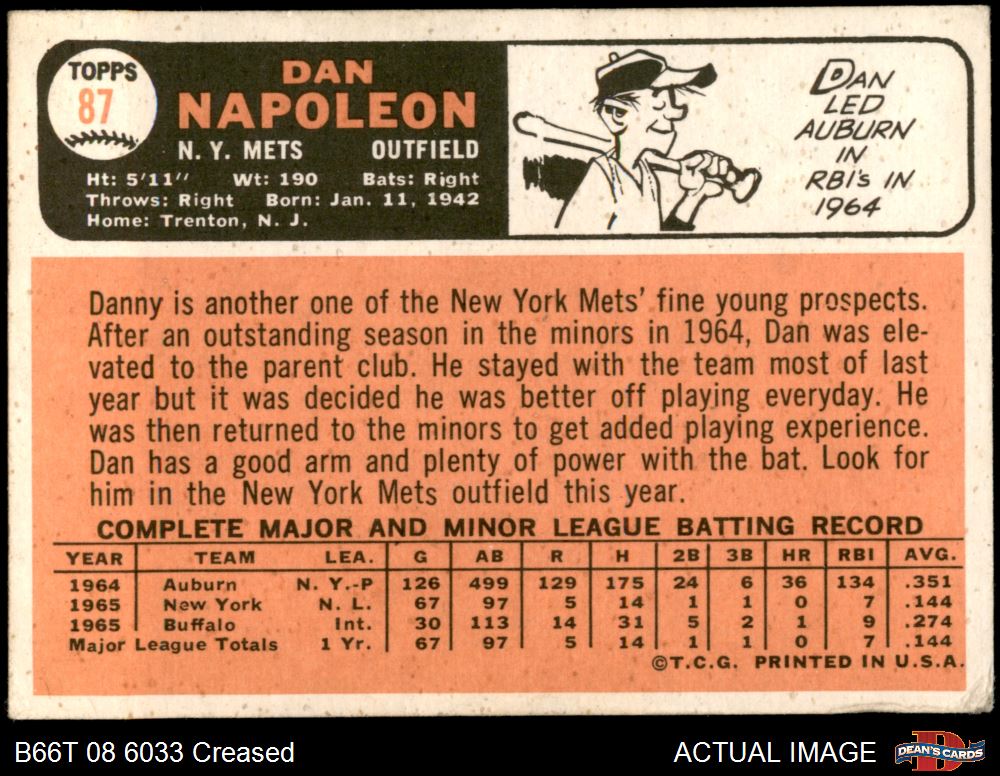 TOPPS
87
DAN
NAPOLEON
N. Y. METS OUTFIELD
Ht: 5'11" Wt: 190 Bats: Right
Throws: Right Born: Jan. 11, 1942
Home: Trenton, N. J.
DAN
LED
AUBURN
IN
RBI's IN
1964
Danny is another one of the New York Mets' fine young prospects.
After an outstanding season in the minors in 1964, Dan was ele-
vated to the parent club. He stayed with the team most of last
year but it was decided he was better off playing everyday. He
was then returned to the minors to get added playing experience.
Dan has a good arm and plenty of power with the bat. Look for
him in the New York Mets outfield this year.
COMPLETE MAJOR AND MINOR LEAGUE BATTING RECORD
YEAR TEAM LEA. G AB R H 2B 3B HR RBI AVG.
1964 Auburn N. Y.-P 126 499 129 175 24 6 36 134 .351
1965 New York N. L. 67 97 5 14 1 1 0 7 .144
1965 Buffalo Int. 30 113 14 31 5 2 1 9 .274
Major League Totals 1 Yr. 67 97 5 14 1 1 0 7 .144
©T.C.G. PRINTED IN U.S.A.
B66T 08 6033 Creased ACTUAL IMAGE DEAN'S CARDS